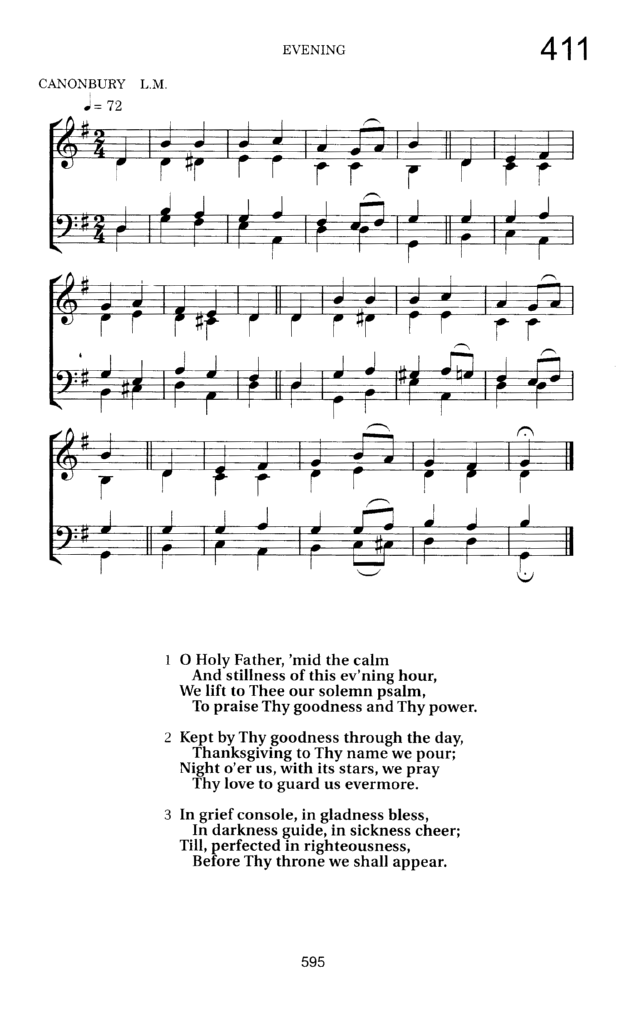 EVENING
411
CANONBURY L.M.
♩= 72
1 O Holy Father, ’mid the calm
And stillness of this ev’ning hour,
We lift to Thee our solemn psalm,
To praise Thy goodness and Thy power.
2 Kept by Thy goodness through the day,
Thanksgiving to Thy name we pour;
Night o’er us, with its stars, we pray
Thy love to guard us evermore.
3 In grief console, in gladness bless,
In darkness guide, in sickness cheer;
Till, perfected in righteousness,
Before Thy throne we shall appear.
595